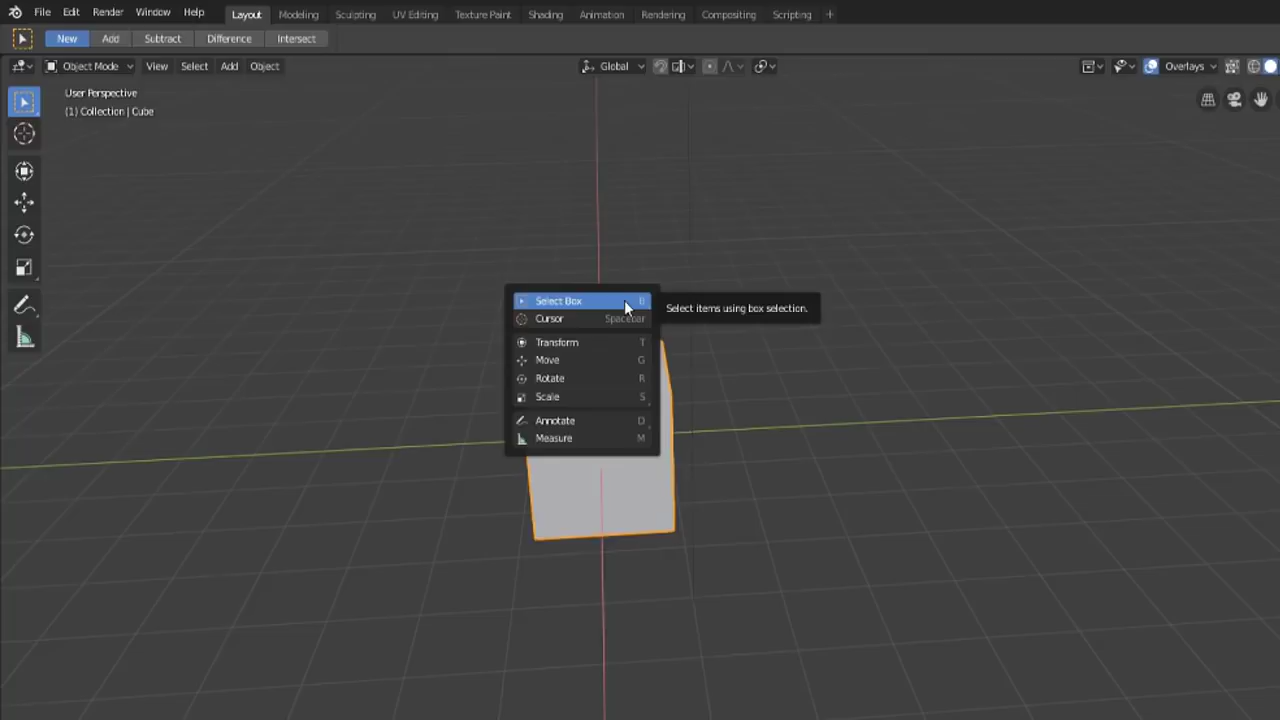 File Edit Render Window Help Layout Modeling Sculpting UV Editing Texture Paint Shading Animation Rendering Compositing Scripting +
New Add Subtract Difference Intersect
Object Mode View Select Add Object Global Overlays
User Perspective
(1) Collection | Cube
Select Box B
Select items using box selection.
Cursor Spacebar
Transform T
Move G
Rotate R
Scale S
Annotate D
Measure M